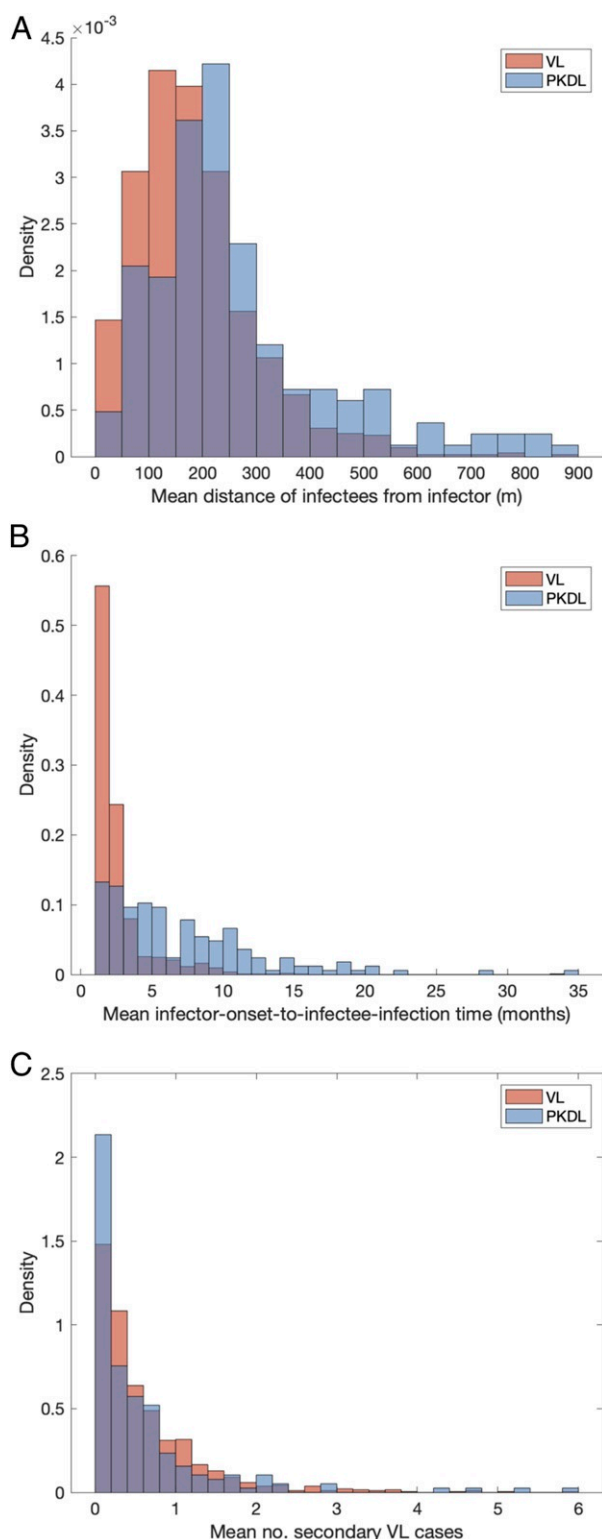 A
×10⁻³
4.5
4
3.5
3
2.5
2
1.5
1
0.5
0
Density
VL
PKDL
0 100 200 300 400 500 600 700 800 900
Mean distance of infectees from infector (m)
B
0.6
0.5
0.4
0.3
0.2
0.1
0
Density
VL
PKDL
0 5 10 15 20 25 30 35
Mean infector-onset-to-infectee-infection time (months)
C
2.5
2
1.5
1
0.5
0
Density
VL
PKDL
0 1 2 3 4 5 6
Mean no. secondary VL cases